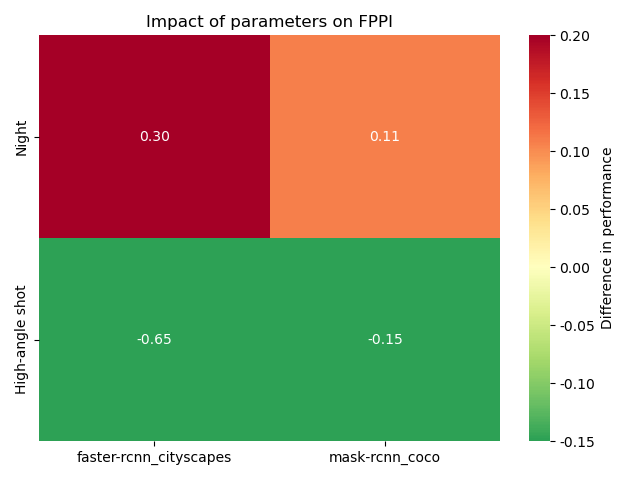 Impact of parameters on FPPI
Night
High-angle shot
0.30
0.11
-0.65
-0.15
faster-rcnn_cityscapes
mask-rcnn_coco
0.20
0.15
0.10
0.05
0.00
-0.05
-0.10
-0.15
Difference in performance